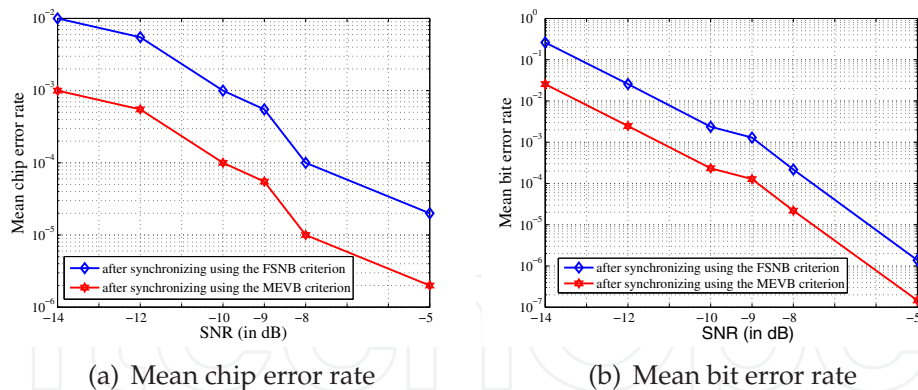 10^-2
10^-3
10^-4
10^-5
10^-6
Mean chip error rate
after synchronizing using the FSNB criterion
after synchronizing using the MEVB criterion
-14 -12 -10 -9 -8 -5
SNR (in dB)
(a) Mean chip error rate
10^0
10^-1
10^-2
10^-3
10^-4
10^-5
10^-6
10^-7
Mean bit error rate
after synchronizing using the FSNB criterion
after synchronizing using the MEVB criterion
-14 -12 -10 -9 -8 -5
SNR (in dB)
(b) Mean bit error rate